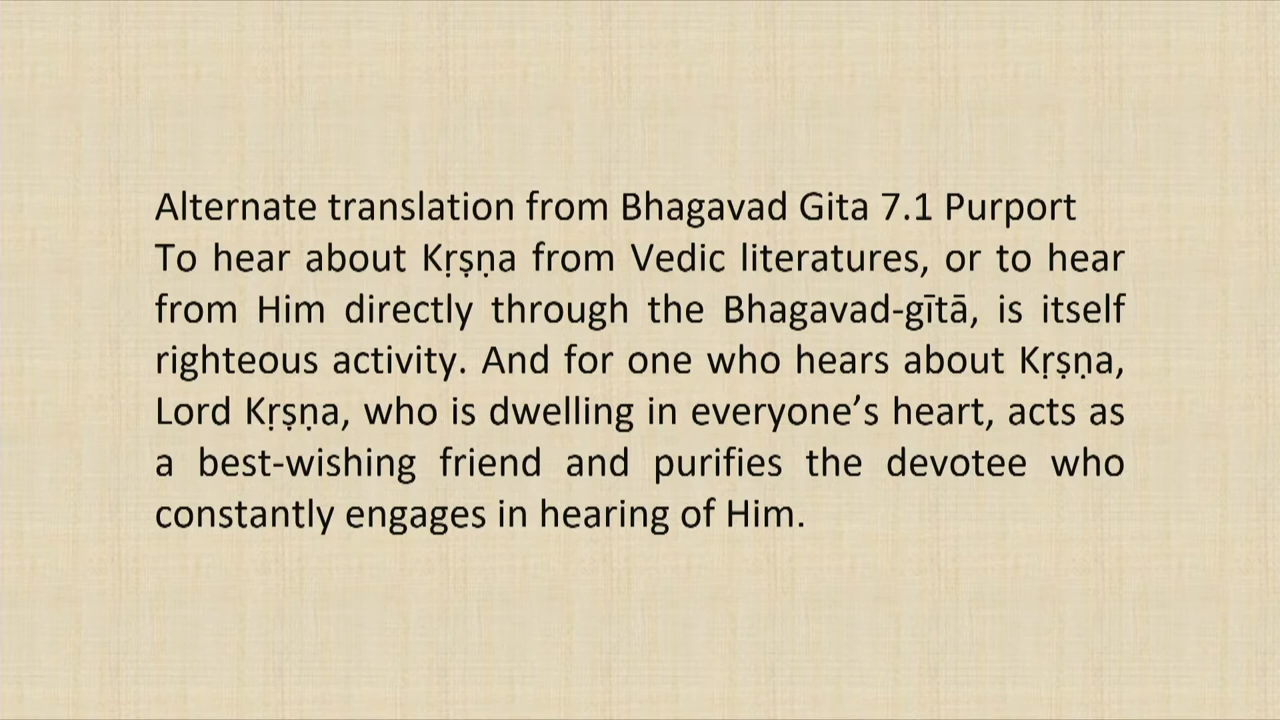 Alternate translation from Bhagavad Gita 7.1 Purport
To hear about Kṛṣṇa from Vedic literatures, or to hear
from Him directly through the Bhagavad-gītā, is itself
righteous activity. And for one who hears about Kṛṣṇa,
Lord Kṛṣṇa, who is dwelling in everyone’s heart, acts as
a best-wishing friend and purifies the devotee who
constantly engages in hearing of Him.